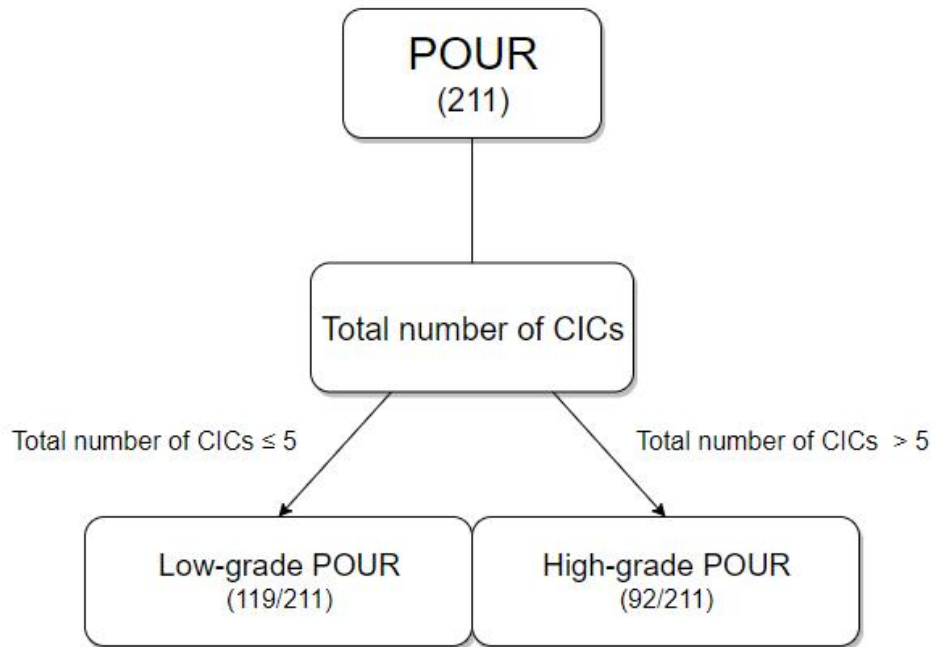 POUR
(211)
Total number of CICs
Total number of CICs ≤ 5
Total number of CICs > 5
Low-grade POUR
(119/211)
High-grade POUR
(92/211)